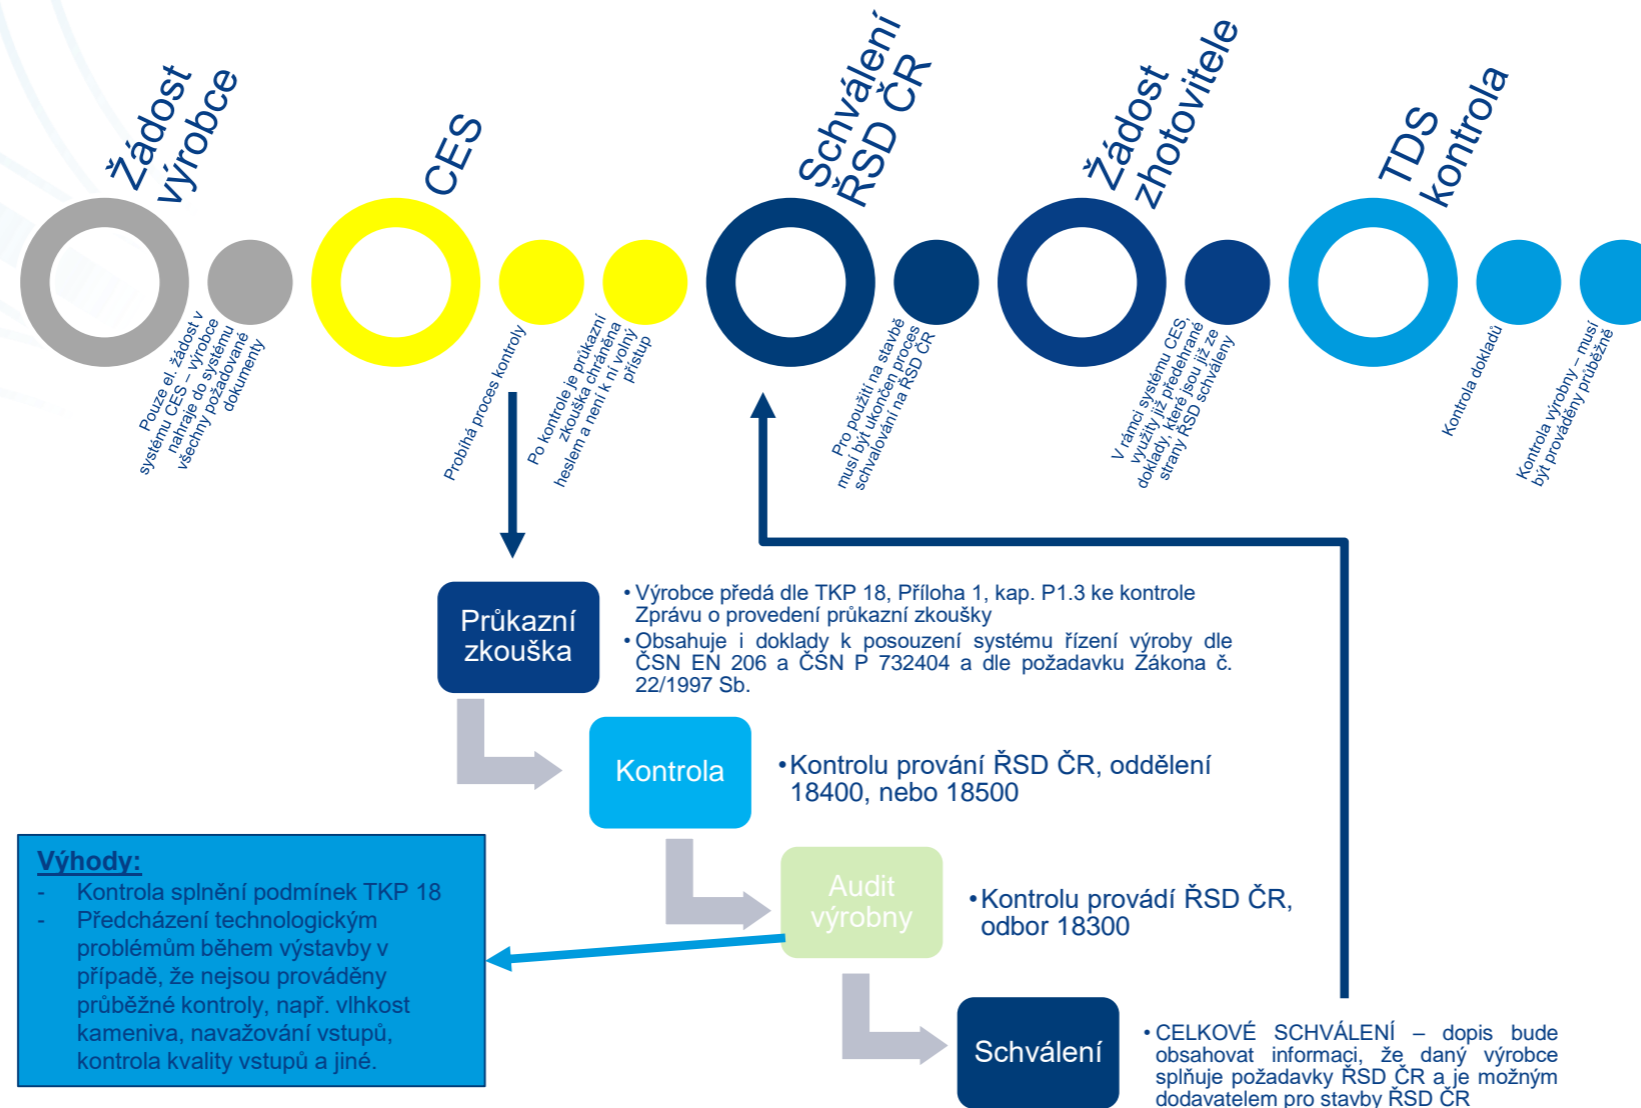 Žádost
výrobce
CES
Schválení
ŘSD ČR
Žádost
zhotovitele
TDS
kontrola
Pouze el. žádost v
systému CES – výrobce
nahraje do systému
všechny požadované
dokumenty
Probíhá proces kontroly
Po kontrole je průkazní
zkouška chráněna
heslem a není k ní volný
přístup
Pro použití na stavbě
musí být ukončen proces
schvalování na ŘSD ČR
V rámci systému CES,
využity již předehrané
doklady, které jsou již ze
strany ŘSD schváleny
Kontrola dokladů
Kontrola výrobny – musí
být prováděny průběžně
Průkazní
zkouška
• Výrobce předá dle TKP 18, Příloha 1, kap. P1.3 ke kontrole
Zprávu o provedení průkazní zkoušky
• Obsahuje i doklady k posouzení systému řízení výroby dle
ČSN EN 206 a ČSN P 732404 a dle požadavku Zákona č.
22/1997 Sb.
Kontrola
•Kontrolu prování ŘSD ČR, oddělení
18400, nebo 18500
Audit
výrobny
•Kontrolu provádí ŘSD ČR,
odbor 18300
Výhody:
- Kontrola splnění podmínek TKP 18
- Předcházení technologickým
problémům během výstavby v
případě, že nejsou prováděny
průběžné kontroly, např. vlhkost
kameniva, navažování vstupů,
kontrola kvality vstupů a jiné.
Schválení
• CELKOVÉ SCHVÁLENÍ – dopis bude
obsahovat informaci, že daný výrobce
splňuje požadavky ŘSD ČR a je možným
dodavatelem pro stavby ŘSD ČR